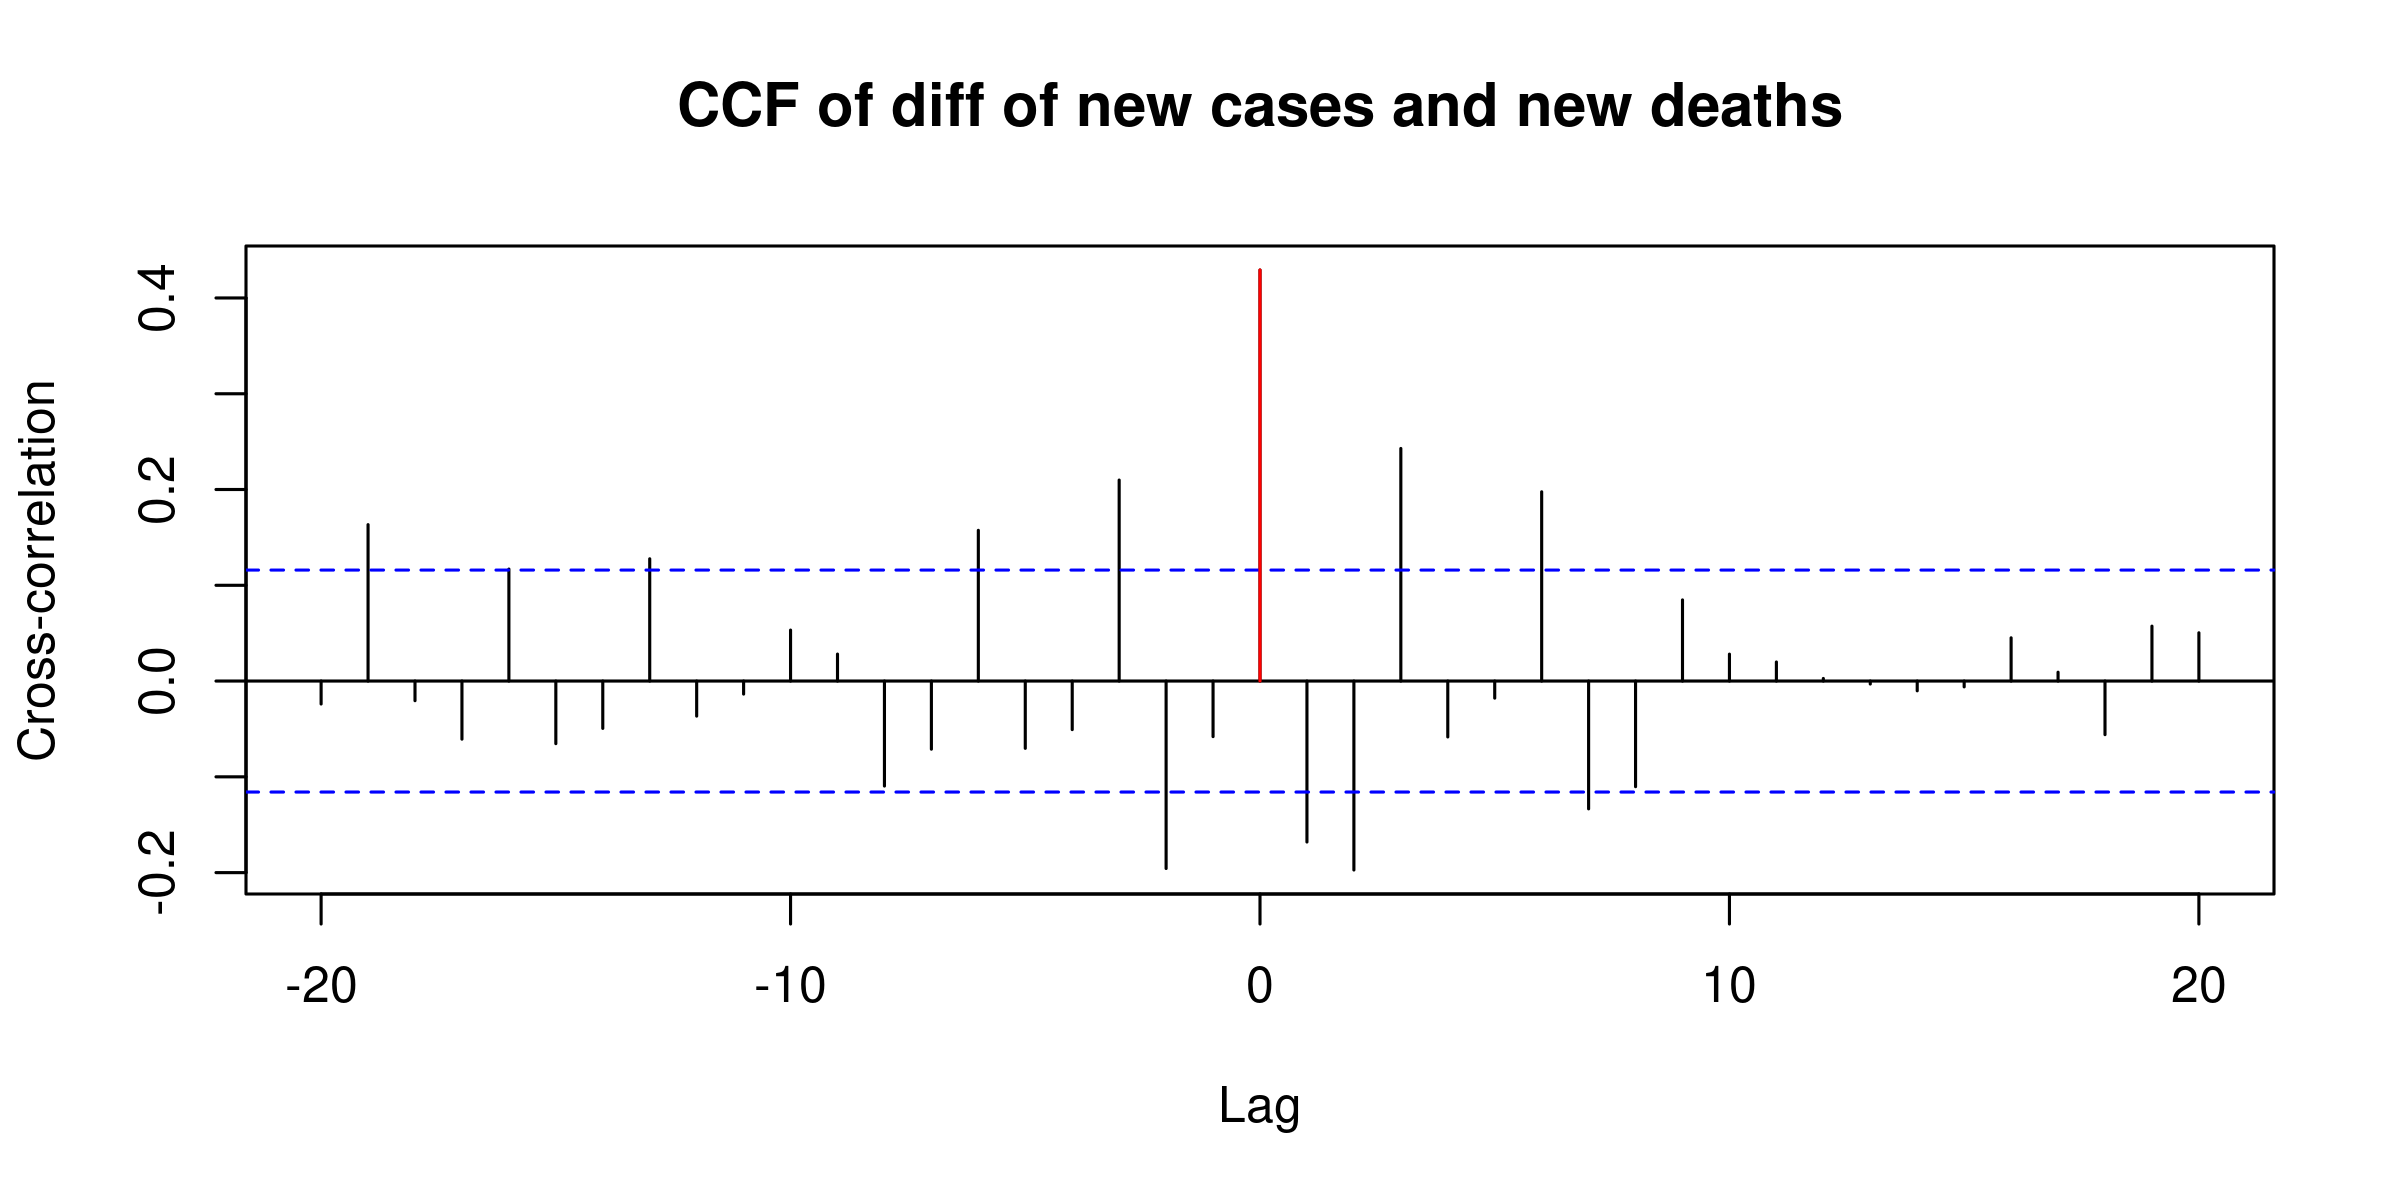 CCF of diff of new cases and new deaths
Cross-correlation
0.4
0.2
0.0
-0.2
-20 -10 0 10 20
Lag